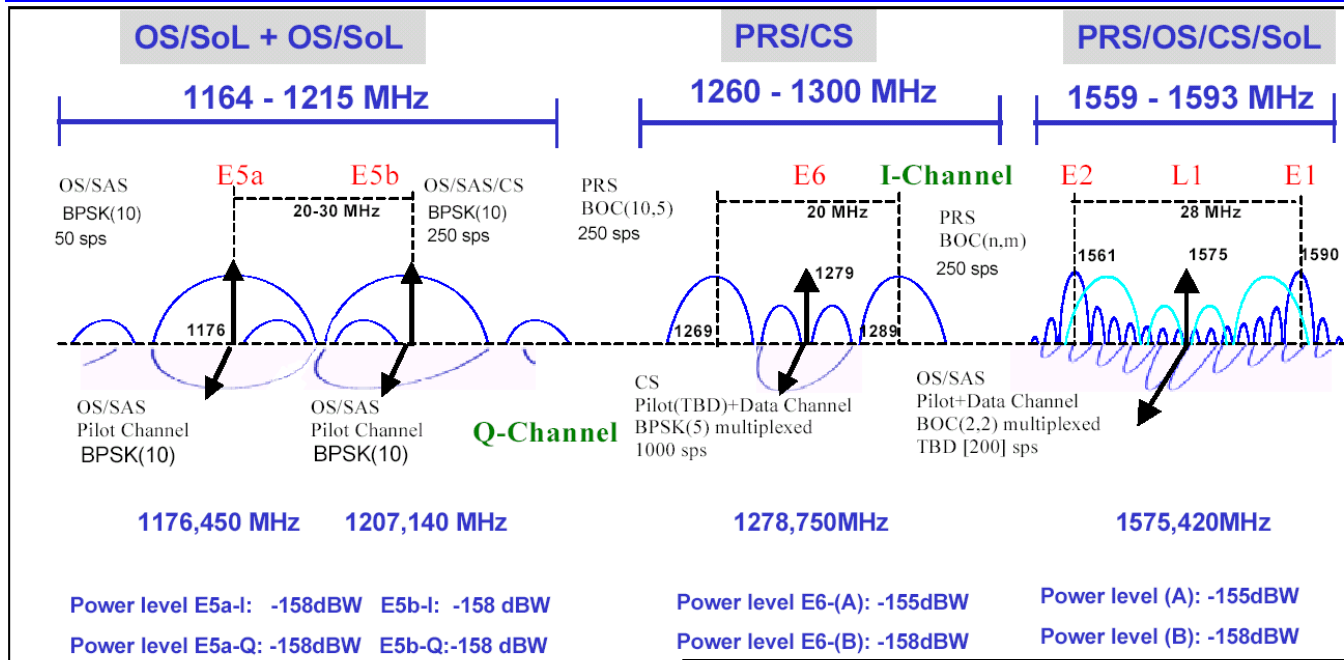 OS/SoL + OS/SoL
PRS/CS
PRS/OS/CS/SoL
1164 - 1215 MHz
1260 - 1300 MHz
1559 - 1593 MHz
OS/SAS
BPSK(10)
50 sps
E5a
E5b
20-30 MHz
OS/SAS/CS
BPSK(10)
250 sps
1176
PRS
BOC(10,5)
250 sps
E6
I-Channel
20 MHz
1279
1269
1289
PRS
BOC(n,m)
250 sps
E2
L1
E1
28 MHz
1561
1575
1590
OS/SAS
Pilot Channel
BPSK(10)
OS/SAS
Pilot Channel
BPSK(10)
Q-Channel
CS
Pilot(TBD)+Data Channel
BPSK(5) multiplexed
1000 sps
OS/SAS
Pilot+Data Channel
BOC(2,2) multiplexed
TBD [200] sps
1176,450 MHz
1207,140 MHz
1278,750MHz
1575,420MHz
Power level E5a-I: -158dBW E5b-I: -158 dBW
Power level E5a-Q: -158dBW E5b-Q:-158 dBW
Power level E6-(A): -155dBW
Power level E6-(B): -158dBW
Power level (A): -155dBW
Power level (B): -158dBW